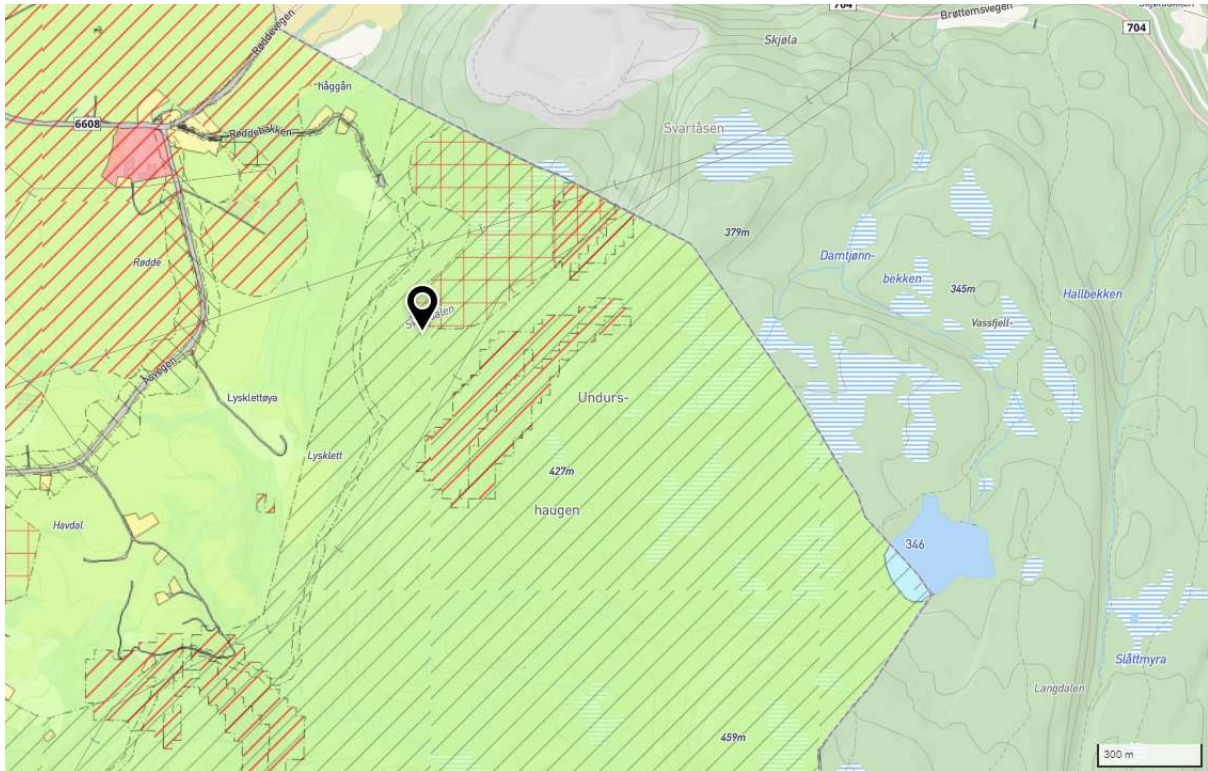 704
Brøttemsvegen
704
Skjøla
Røddevegen
håggån
6608
Røddebakken
Svartåsen
Rødde
379m
Damtjønn-
bekken
345m
Hallbekken
Vassfjell-
Åsvegen
Lysklettøya
Undurs-
Lysklett
427m
haugen
Havdal
346
Slåttmyra
Langdalen
459m
300 m